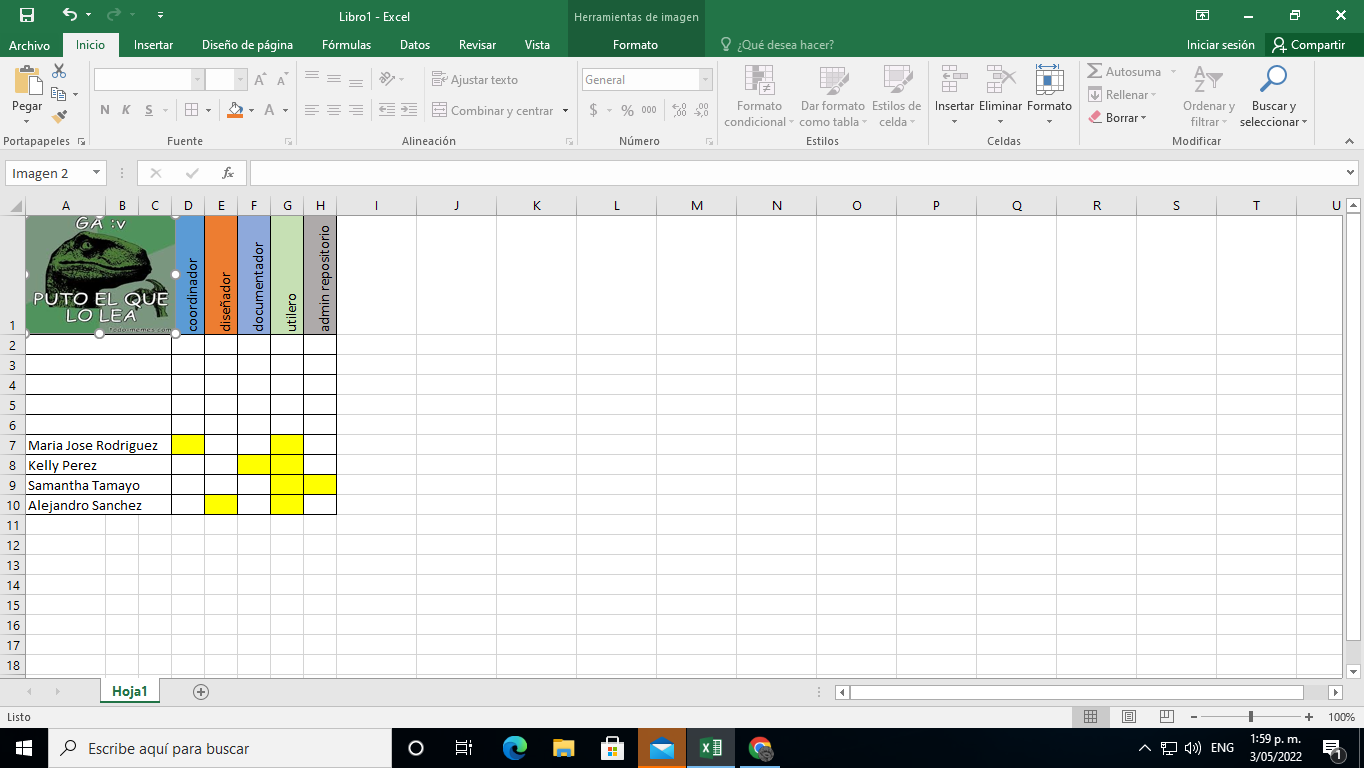 Libro1 - Excel
Herramientas de imagen
Archivo Inicio Insertar Diseño de página Fórmulas Datos Revisar Vista Formato ¿Qué desea hacer? Iniciar sesión Compartir
Pegar
N K S
Ajustar texto
Combinar y centrar
General
$ % 000
Formato condicional
Dar formato como tabla
Estilos de celda
Insertar Eliminar Formato
Autosuma
Rellenar
Borrar
Ordenar y filtrar
Buscar y seleccionar
Portapapeles Fuente Alineación Número Estilos Celdas Modificar
Imagen 2 fx
A B C D E F G H I J K L M N O P Q R S T U
GA :v
PUTO EL QUE
LO LEA
todo-memes.com
coordinador
diseñador
documentador
utilero
admin repositorio
1
2
3
4
5
6
7 Maria Jose Rodriguez
8 Kelly Perez
9 Samantha Tamayo
10 Alejandro Sanchez
11
12
13
14
15
16
17
18
Hoja1
Listo 100%
Escribe aquí para buscar
ENG
1:59 p. m.
3/05/2022
1